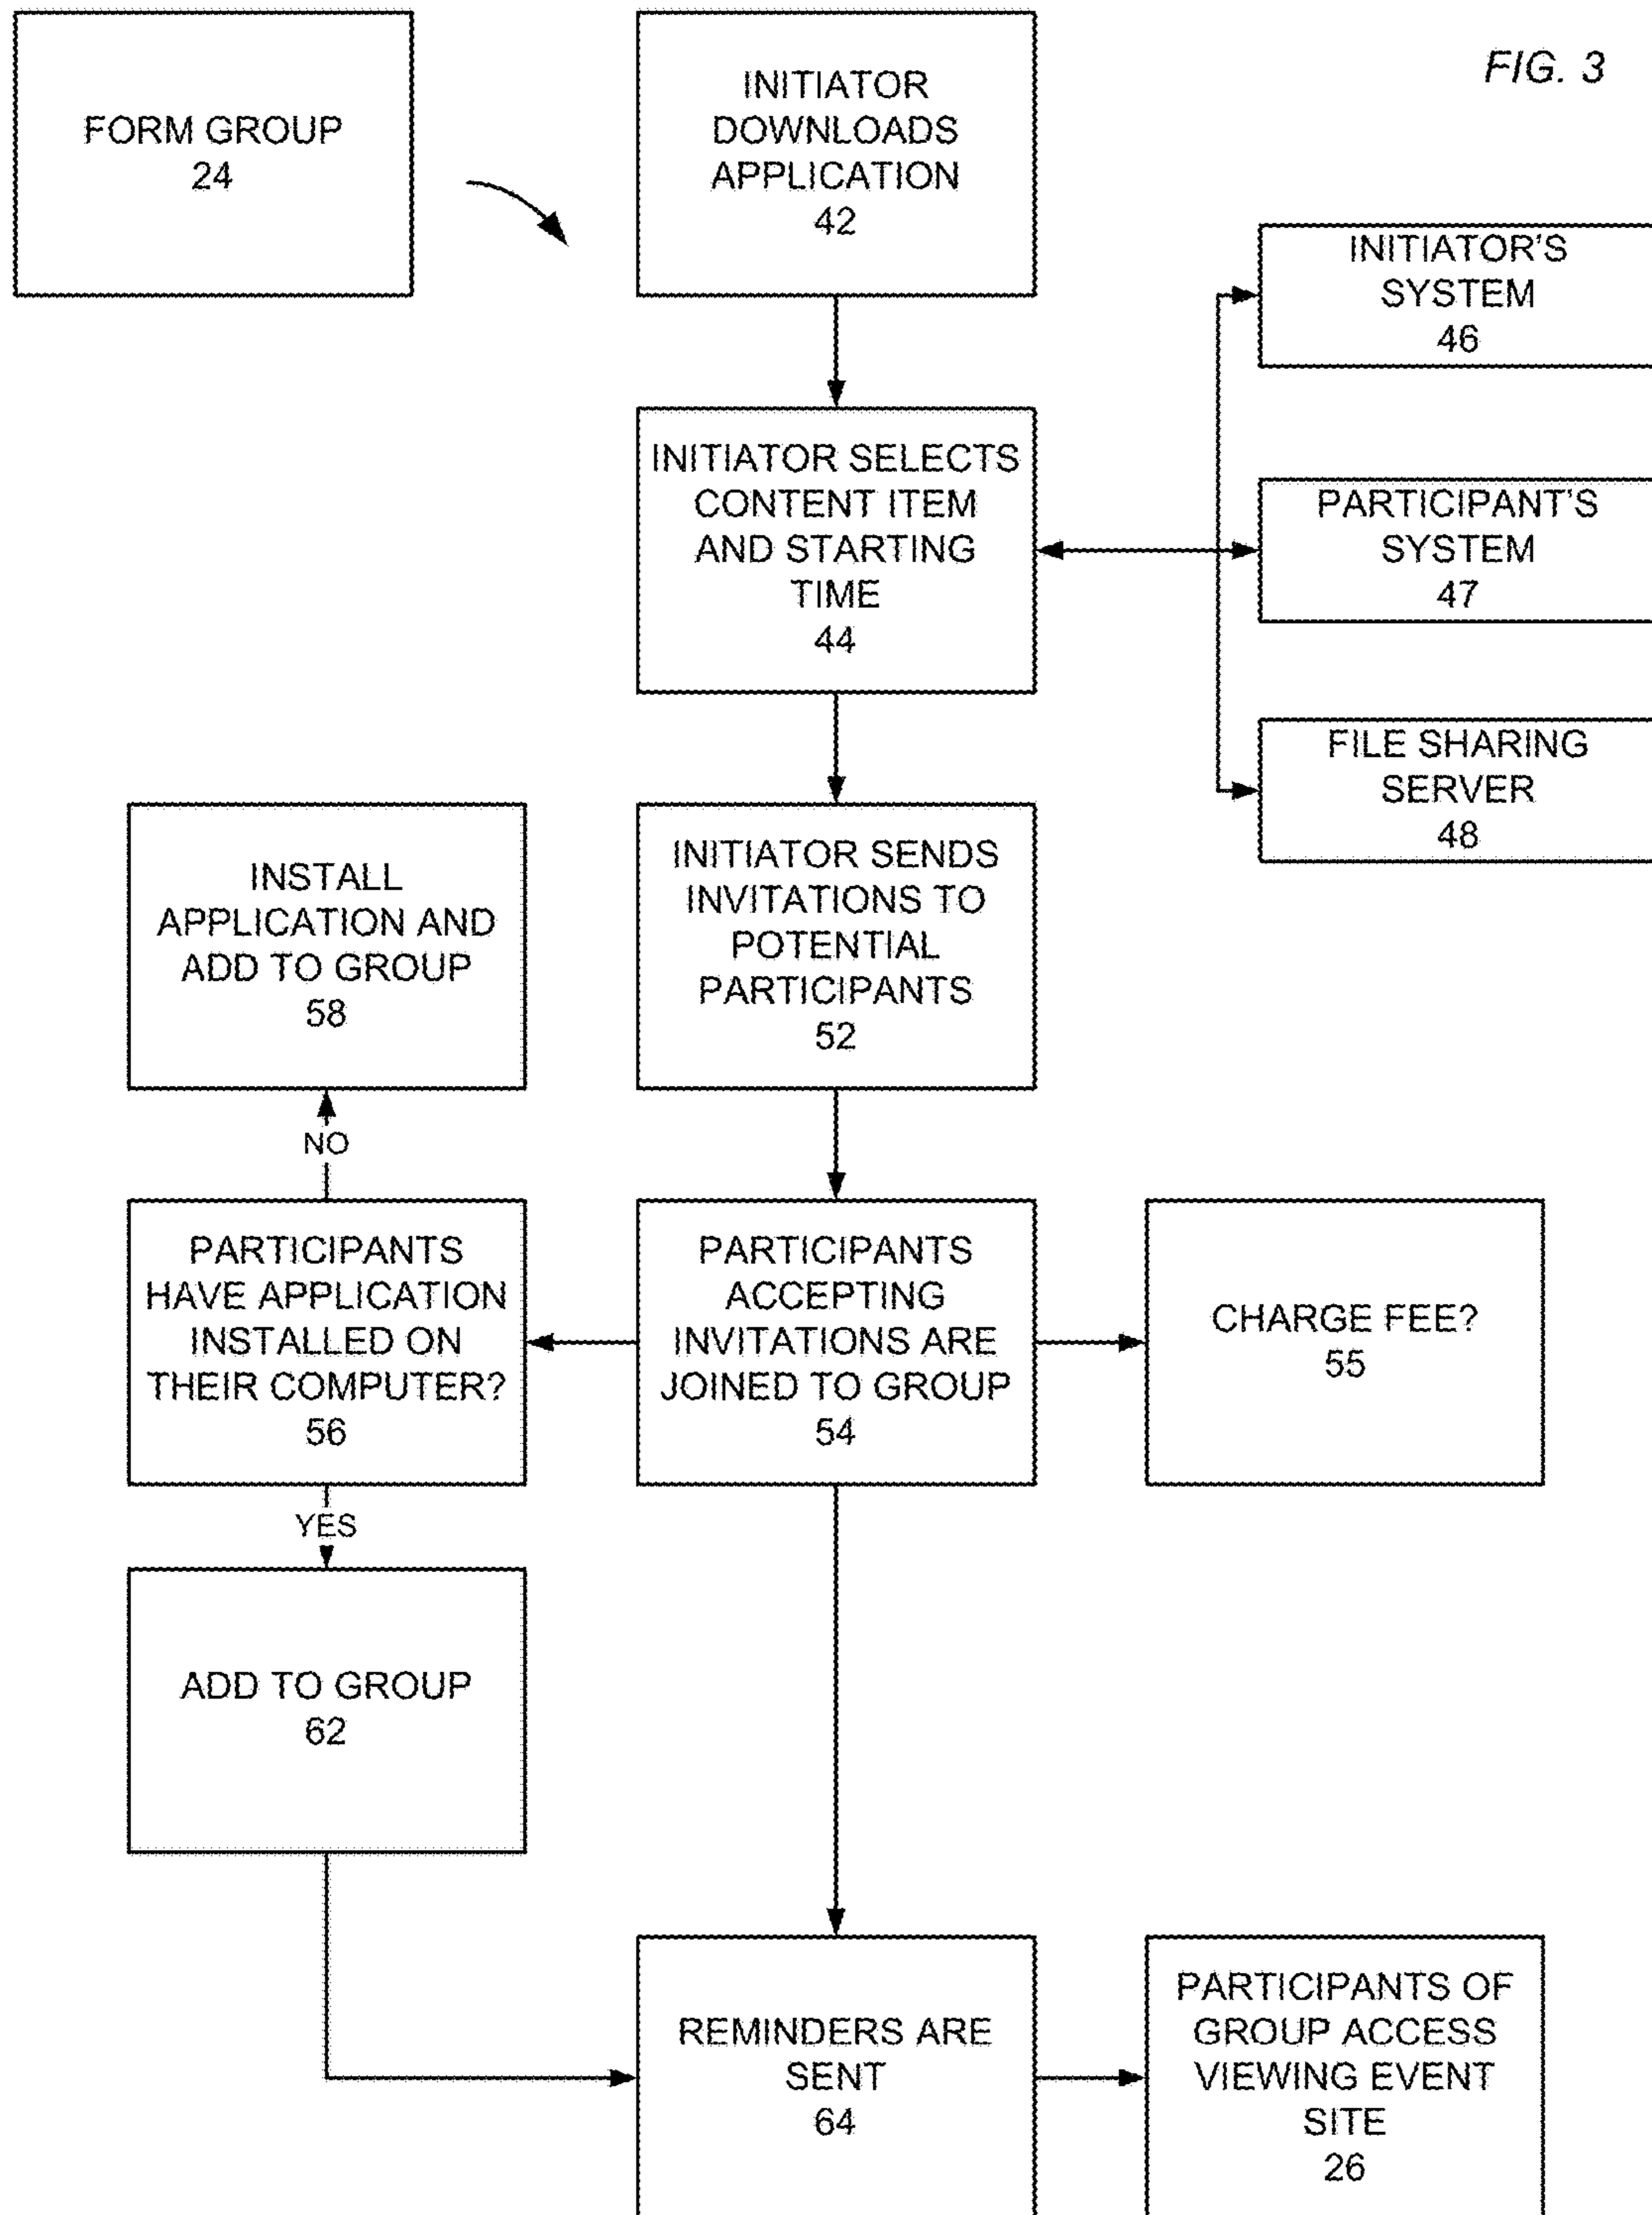 FIG. 3
FORM GROUP
24
INITIATOR
DOWNLOADS
APPLICATION
42
INITIATOR'S
SYSTEM
46
INITIATOR SELECTS
CONTENT ITEM
AND STARTING
TIME
44
PARTICIPANT'S
SYSTEM
47
FILE SHARING
SERVER
48
INSTALL
APPLICATION AND
ADD TO GROUP
58
INITIATOR SENDS
INVITATIONS TO
POTENTIAL
PARTICIPANTS
52
NO
PARTICIPANTS
HAVE APPLICATION
INSTALLED ON
THEIR COMPUTER?
56
PARTICIPANTS
ACCEPTING
INVITATIONS ARE
JOINED TO GROUP
54
CHARGE FEE?
55
YES
ADD TO GROUP
62
REMINDERS ARE
SENT
64
PARTICIPANTS OF
GROUP ACCESS
VIEWING EVENT
SITE
26